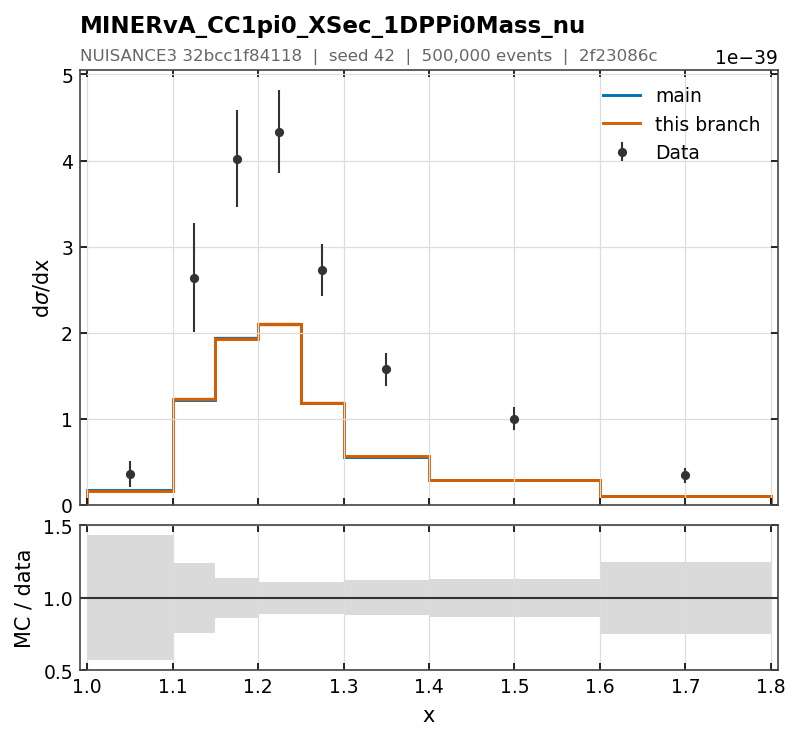 MINERvA_CC1pi0_XSec_1DPPi0Mass_nu
NUISANCE3 32bcc1f84118 | seed 42 | 500,000 events | 2f23086c
1e−39
main
this branch
Data
5
4
3
2
1
0
dσ/dx
1.5
1.0
0.5
MC / data
1.0 1.1 1.2 1.3 1.4 1.5 1.6 1.7 1.8
x